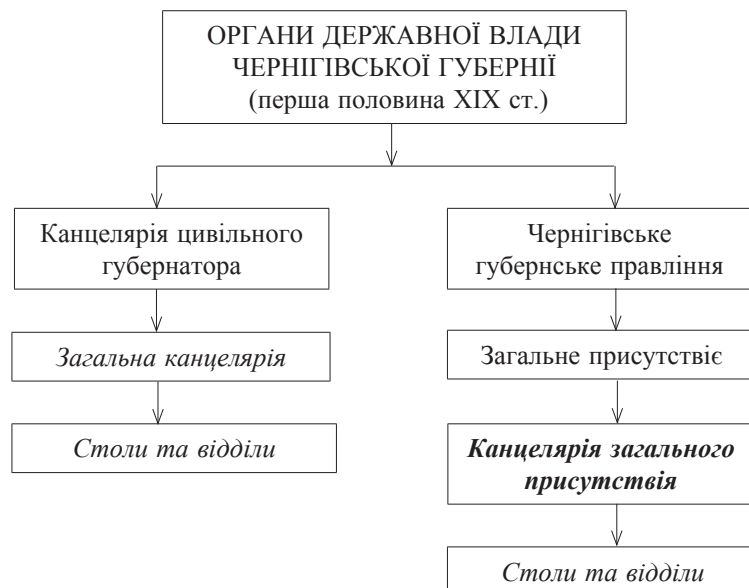 ОРГАНИ ДЕРЖАВНОЇ ВЛАДИ
ЧЕРНІГІВСЬКОЇ ГУБЕРНІЇ
(перша половина XIX ст.)
Канцелярія цивільного
губернатора
Загальна канцелярія
Столи та відділи
Чернігівське
губернське правління
Загальне присутствіє
Канцелярія загального
присутствія
Столи та відділи